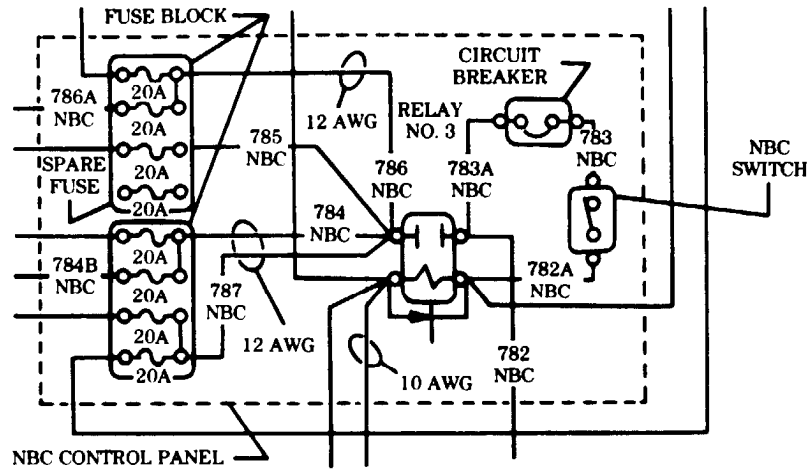 FUSE BLOCK
CIRCUIT
BREAKER
20A
786A
NBC
20A
12 AWG
RELAY
NO. 3
785
NBC
786
NBC
783A
NBC
783
NBC
NBC
SWITCH
SPARE
FUSE
20A
20A
784
NBC
784B
NBC
20A
787
NBC
782A
NBC
20A
12 AWG
782
NBC
20A
10 AWG
NBC CONTROL PANEL